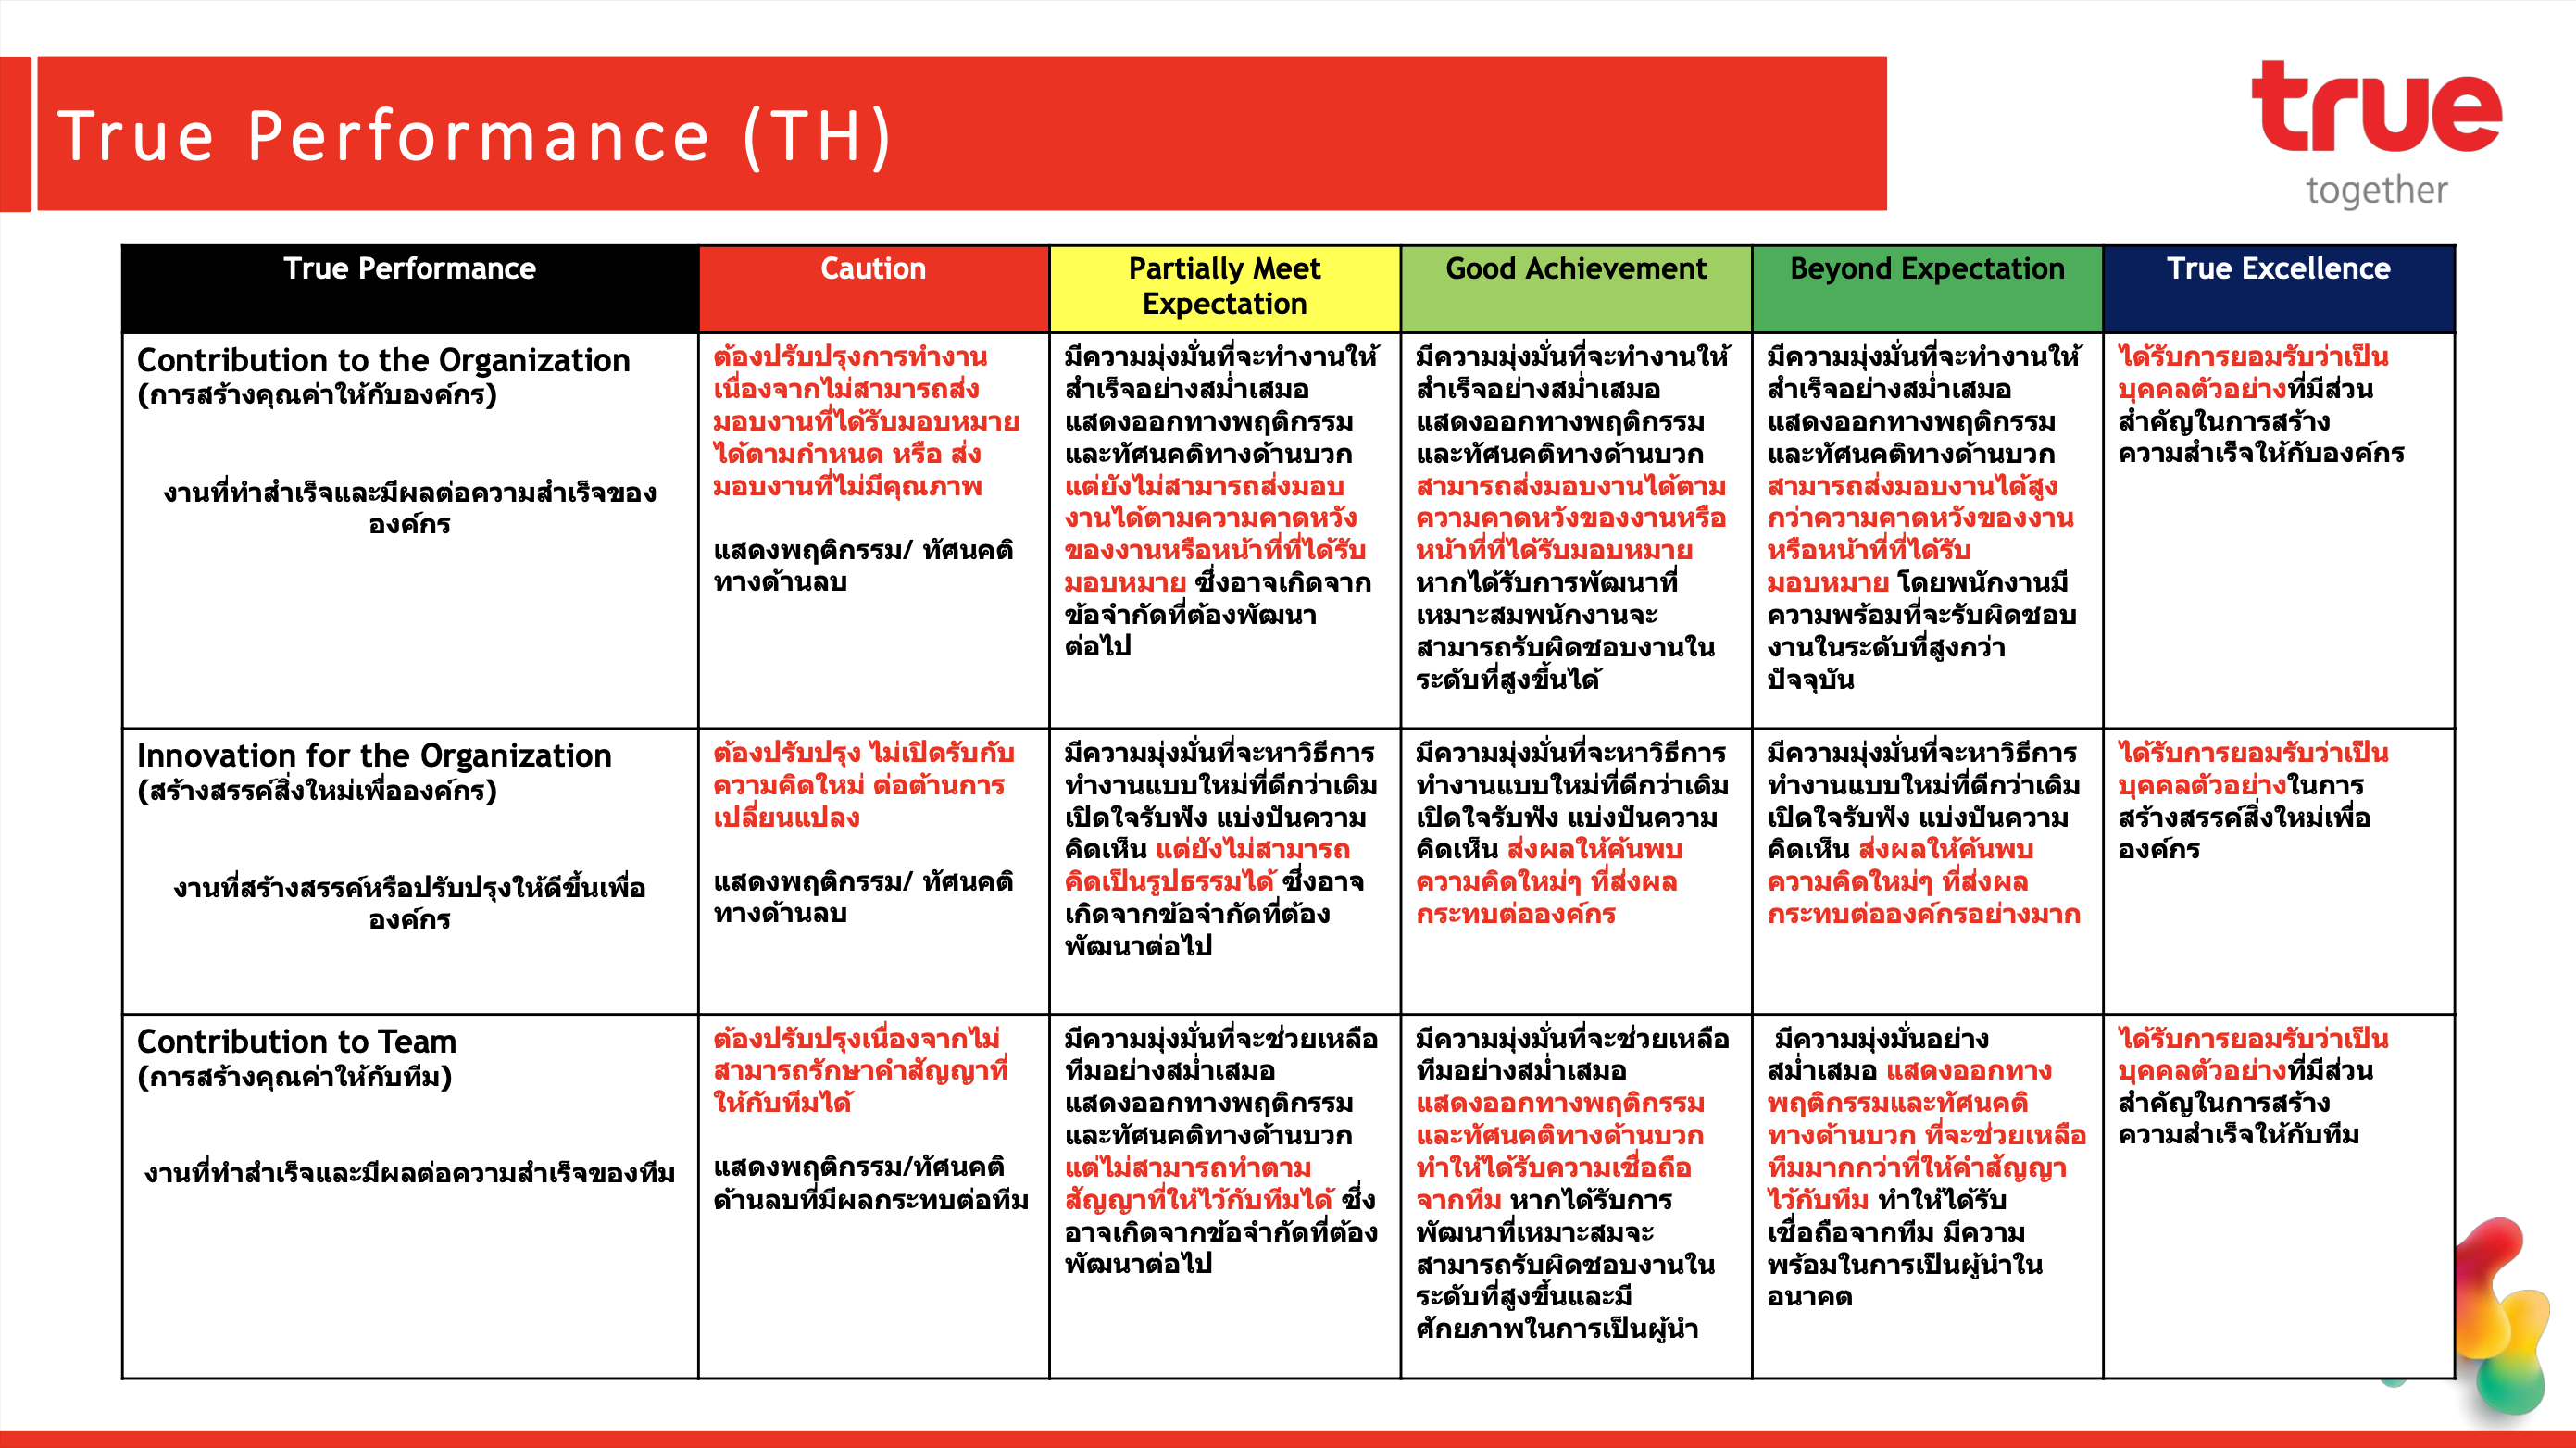 True Performance (TH)
true
together
True Performance
Caution
Partially Meet
Expectation
Good Achievement
Beyond Expectation
True Excellence
Contribution to the Organization
(การสร้างคุณค่าให้กับองค์กร)
งานที่ทำสำเร็จและมีผลต่อความสำเร็จของ
องค์กร
ต้องปรับปรุงการทำงาน
เนื่องจากไม่สามารถส่ง
มอบงานที่ได้รับมอบหมาย
ได้ตามกำหนด หรือ ส่ง
มอบงานที่ไม่มีคุณภาพ
แสดงพฤติกรรม/ ทัศนคติ
ทางด้านลบ
มีความมุ่งมั่นที่จะทำงานให้
สำเร็จอย่างสม่ำเสมอ
แสดงออกทางพฤติกรรม
และทัศนคติทางด้านบวก
แต่ยังไม่สามารถส่งมอบ
งานได้ตามความคาดหวัง
ของงานหรือหน้าที่ที่ได้รับ
มอบหมาย ซึ่งอาจเกิดจาก
ข้อจำกัดที่ต้องพัฒนา
ต่อไป
มีความมุ่งมั่นที่จะทำงานให้
สำเร็จอย่างสม่ำเสมอ
แสดงออกทางพฤติกรรม
และทัศนคติทางด้านบวก
สามารถส่งมอบงานได้ตาม
ความคาดหวังของงานหรือ
หน้าที่ที่ได้รับมอบหมาย
หากได้รับการพัฒนาที่
เหมาะสมพนักงานจะ
สามารถรับผิดชอบงานใน
ระดับที่สูงขึ้นได้
มีความมุ่งมั่นที่จะทำงานให้
สำเร็จอย่างสม่ำเสมอ
แสดงออกทางพฤติกรรม
และทัศนคติทางด้านบวก
สามารถส่งมอบงานได้สูง
กว่าความคาดหวังของงาน
หรือหน้าที่ที่ได้รับ
มอบหมาย โดยพนักงานมี
ความพร้อมที่จะรับผิดชอบ
งานในระดับที่สูงกว่า
ปัจจุบัน
ได้รับการยอมรับว่าเป็น
บุคคลตัวอย่างที่มีส่วน
สำคัญในการสร้าง
ความสำเร็จให้กับองค์กร
Innovation for the Organization
(สร้างสรรค์สิ่งใหม่เพื่อองค์กร)
งานที่สร้างสรรค์หรือปรับปรุงให้ดีขึ้นเพื่อ
องค์กร
ต้องปรับปรุง ไม่เปิดรับกับ
ความคิดใหม่ ต่อต้านการ
เปลี่ยนแปลง
แสดงพฤติกรรม/ ทัศนคติ
ทางด้านลบ
มีความมุ่งมั่นที่จะหาวิธีการ
ทำงานแบบใหม่ที่ดีกว่าเดิม
เปิดใจรับฟัง แบ่งปันความ
คิดเห็น แต่ยังไม่สามารถ
คิดเป็นรูปธรรมได้ ซึ่งอาจ
เกิดจากข้อจำกัดที่ต้อง
พัฒนาต่อไป
มีความมุ่งมั่นที่จะหาวิธีการ
ทำงานแบบใหม่ที่ดีกว่าเดิม
เปิดใจรับฟัง แบ่งปันความ
คิดเห็น ส่งผลให้ค้นพบ
ความคิดใหม่ๆ ที่ส่งผล
กระทบต่อองค์กร
มีความมุ่งมั่นที่จะหาวิธีการ
ทำงานแบบใหม่ที่ดีกว่าเดิม
เปิดใจรับฟัง แบ่งปันความ
คิดเห็น ส่งผลให้ค้นพบ
ความคิดใหม่ๆ ที่ส่งผล
กระทบต่อองค์กรอย่างมาก
ได้รับการยอมรับว่าเป็น
บุคคลตัวอย่างในการ
สร้างสรรค์สิ่งใหม่เพื่อ
องค์กร
Contribution to Team
(การสร้างคุณค่าให้กับทีม)
งานที่ทำสำเร็จและมีผลต่อความสำเร็จของทีม
ต้องปรับปรุงเนื่องจากไม่
สามารถรักษาคำสัญญาที่
ให้กับทีมได้
แสดงพฤติกรรม/ทัศนคติ
ด้านลบที่มีผลกระทบต่อทีม
มีความมุ่งมั่นที่จะช่วยเหลือ
ทีมอย่างสม่ำเสมอ
แสดงออกทางพฤติกรรม
และทัศนคติทางด้านบวก
แต่ไม่สามารถทำตาม
สัญญาที่ให้ไว้กับทีมได้ ซึ่ง
อาจเกิดจากข้อจำกัดที่ต้อง
พัฒนาต่อไป
มีความมุ่งมั่นที่จะช่วยเหลือ
ทีมอย่างสม่ำเสมอ
แสดงออกทางพฤติกรรม
และทัศนคติทางด้านบวก
ทำให้ได้รับความเชื่อถือ
จากทีม หากได้รับการ
พัฒนาที่เหมาะสมจะ
สามารถรับผิดชอบงานใน
ระดับที่สูงขึ้นและมี
ศักยภาพในการเป็นผู้นำ
มีความมุ่งมั่นอย่าง
สม่ำเสมอ แสดงออกทาง
พฤติกรรมและทัศนคติ
ทางด้านบวก ที่จะช่วยเหลือ
ทีมมากกว่าที่ให้คำสัญญา
ไว้กับทีม ทำให้ได้รับ
เชื่อถือจากทีม มีความ
พร้อมในการเป็นผู้นำใน
อนาคต
ได้รับการยอมรับว่าเป็น
บุคคลตัวอย่างที่มีส่วน
สำคัญในการสร้าง
ความสำเร็จให้กับทีม